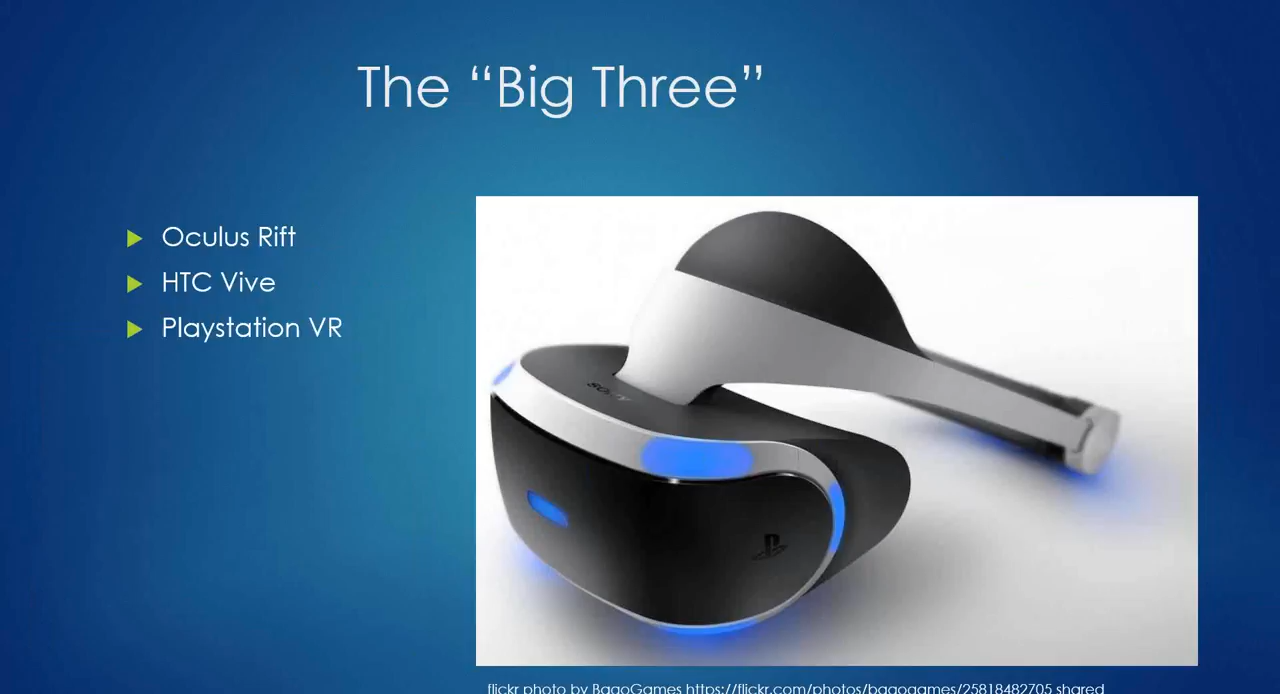 The “Big Three”
Oculus Rift
HTC Vive
Playstation VR
SONY
flickr photo by BagoGames https://flickr.com/photos/bagogames/25818482705 shared